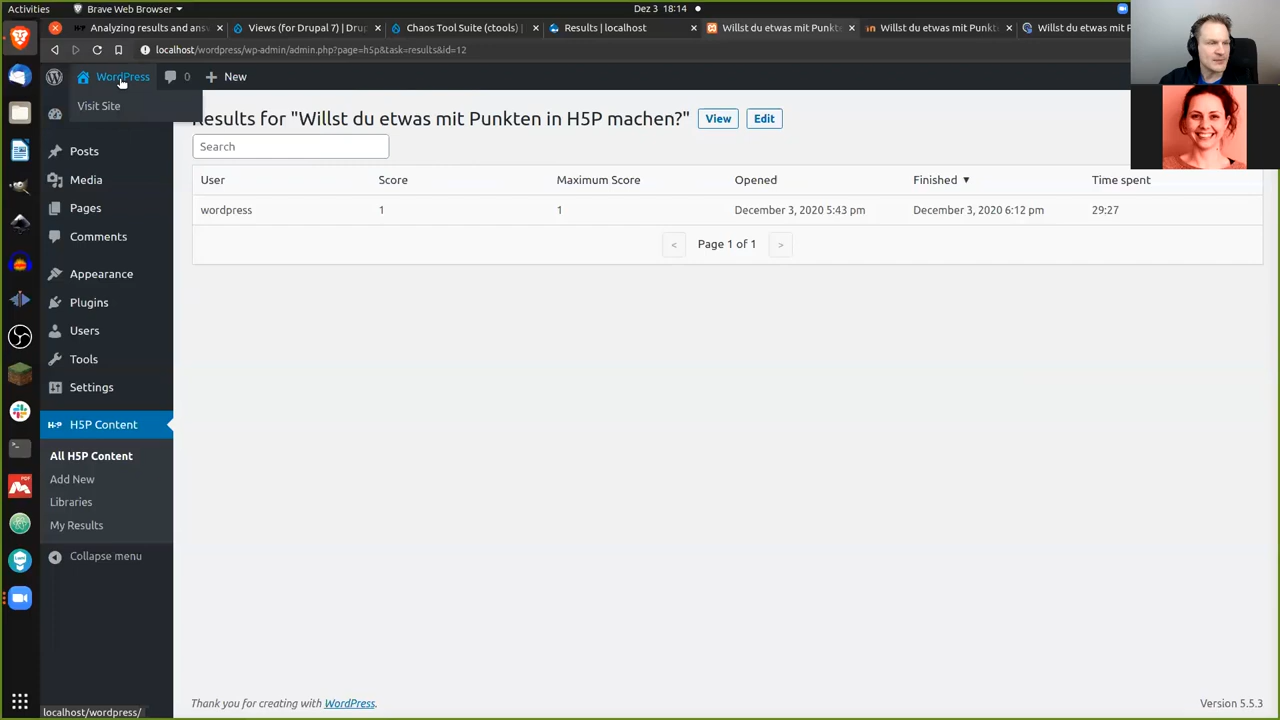 Activities
Brave Web Browser
Dez 3 18:14
Analyzing results and answ
Views (for Drupal 7) | Dr
Chaos Tool Suite (ctools) |
Results | localhost
Willst du etwas mit Punkte
Willst du etwas mit Punkte
Willst du etwas mit P
localhost/wordpress/wp-admin/admin.php?page=h5p&task=results&id=12
WordPress
0
New
Visit Site
Results for "Willst du etwas mit Punkten in H5P machen?"
View
Edit
Search
User Score Maximum Score Opened Finished Time spent
wordpress 1 1 December 3, 2020 5:43 pm December 3, 2020 6:12 pm 29:27
< Page 1 of 1 >
Posts
Media
Pages
Comments
Appearance
Plugins
Users
Tools
Settings
H5P Content
All H5P Content
Add New
Libraries
My Results
Collapse menu
Thank you for creating with WordPress.
Version 5.5.3
localhost/wordpress/